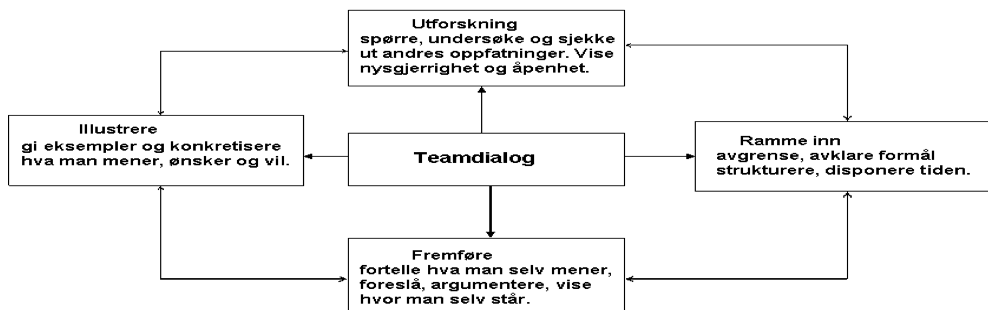 Utforskning
spørre, undersøke og sjekke
ut andres oppfatninger. Vise
nysgjerrighet og åpenhet.
Illustrere
gi eksempler og konkretisere
hva man mener, ønsker og vil.
Teamdialog
Ramme inn
avgrense, avklare formål
strukturere, disponere tiden.
Fremføre
fortelle hva man selv mener,
foreslå, argumentere, vise
hvor man selv står.